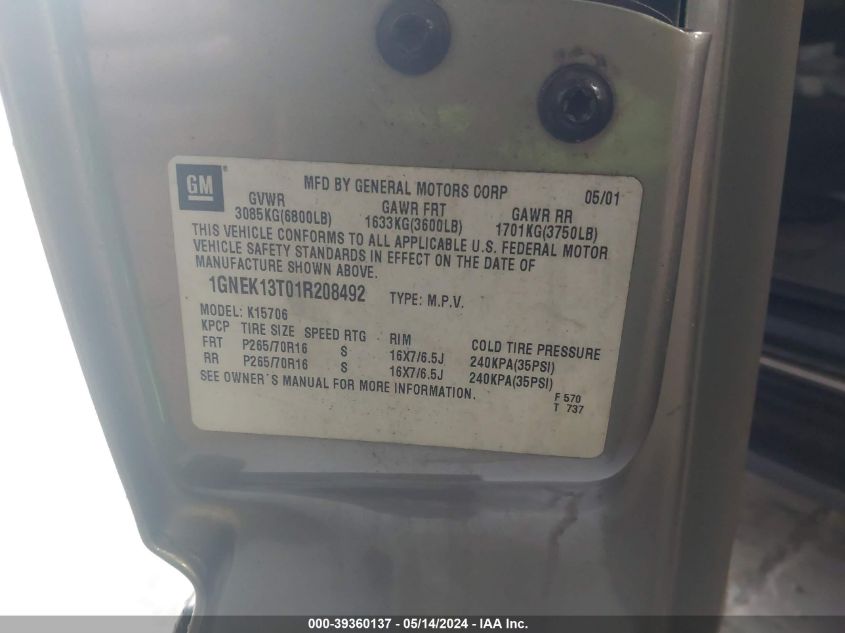 GM ®
MFD BY GENERAL MOTORS CORP 05/01
GVWR GAWR FRT GAWR RR
3085KG(6800LB) 1633KG(3600LB) 1701KG(3750LB)
THIS VEHICLE CONFORMS TO ALL APPLICABLE U.S. FEDERAL MOTOR
VEHICLE SAFETY STANDARDS IN EFFECT ON THE DATE OF
MANUFACTURE SHOWN ABOVE.
1GNEK13T01R208492 TYPE: M.P.V.
MODEL: K15706
KPCP TIRE SIZE SPEED RTG RIM COLD TIRE PRESSURE
FRT P265/70R16 S 16X7/6.5J 240KPA(35PSI)
RR P265/70R16 S 16X7/6.5J 240KPA(35PSI)
SEE OWNER'S MANUAL FOR MORE INFORMATION.
F 570
T 737
000-39360137 - 05/14/2024 - IAA Inc.